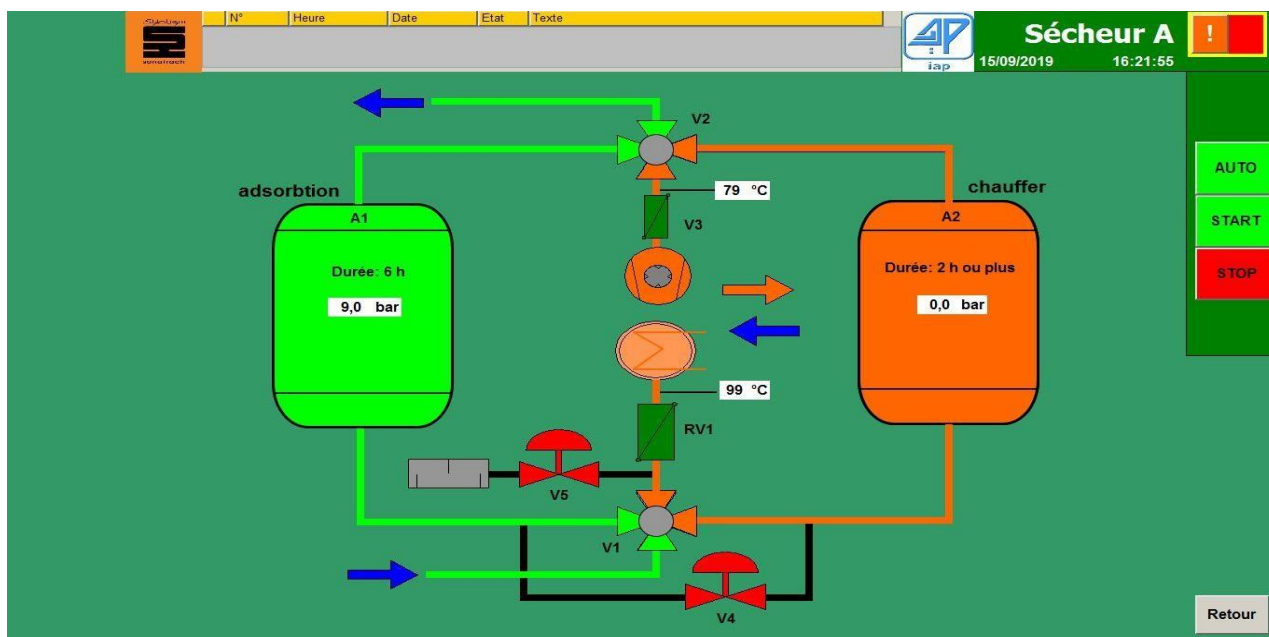 sonatrach
N° Heure Date Etat Texte
iap
Sécheur A
15/09/2019 16:21:55
!
V2
adsorbtion
79 °C
chauffer
AUTO
A1
V3
A2
START
Durée: 6 h
Durée: 2 h ou plus
STOP
9,0 bar
0,0 bar
99 °C
RV1
V5
V1
V4
Retour